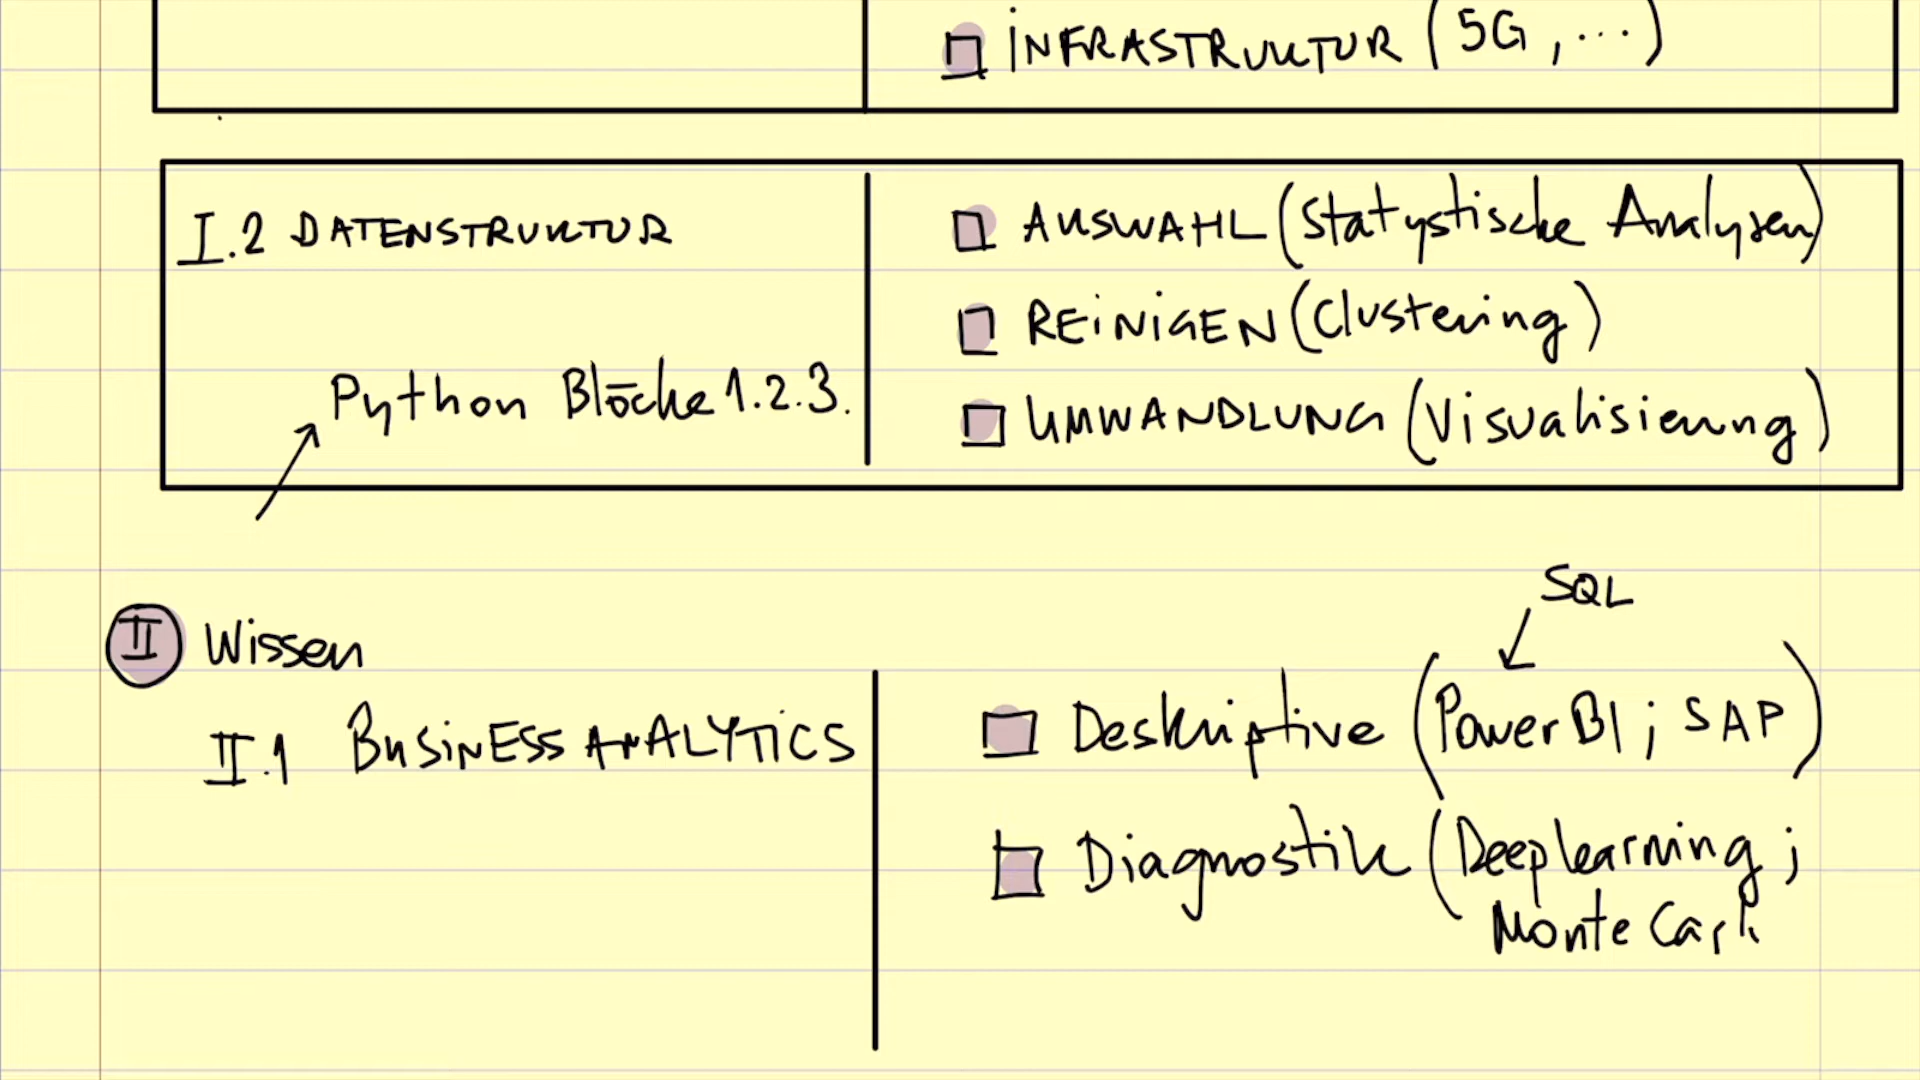 ☐ INFRASTRUKTUR (5G, ...)
I.2 DATENSTRUKTUR
☐ AUSWAHL (Statystische Analysen)
☐ REINIGEN (Clustering)
Python Blöcke 1.2.3.
☐ UMWANDLUNG (Visualisierung)
SQL
II Wissen
II.1 BUSINESS ANALYTICS
☐ Deskriptive (Power BI ; SAP)
☐ Diagnostik (Deeplearning ;
Monte Carl